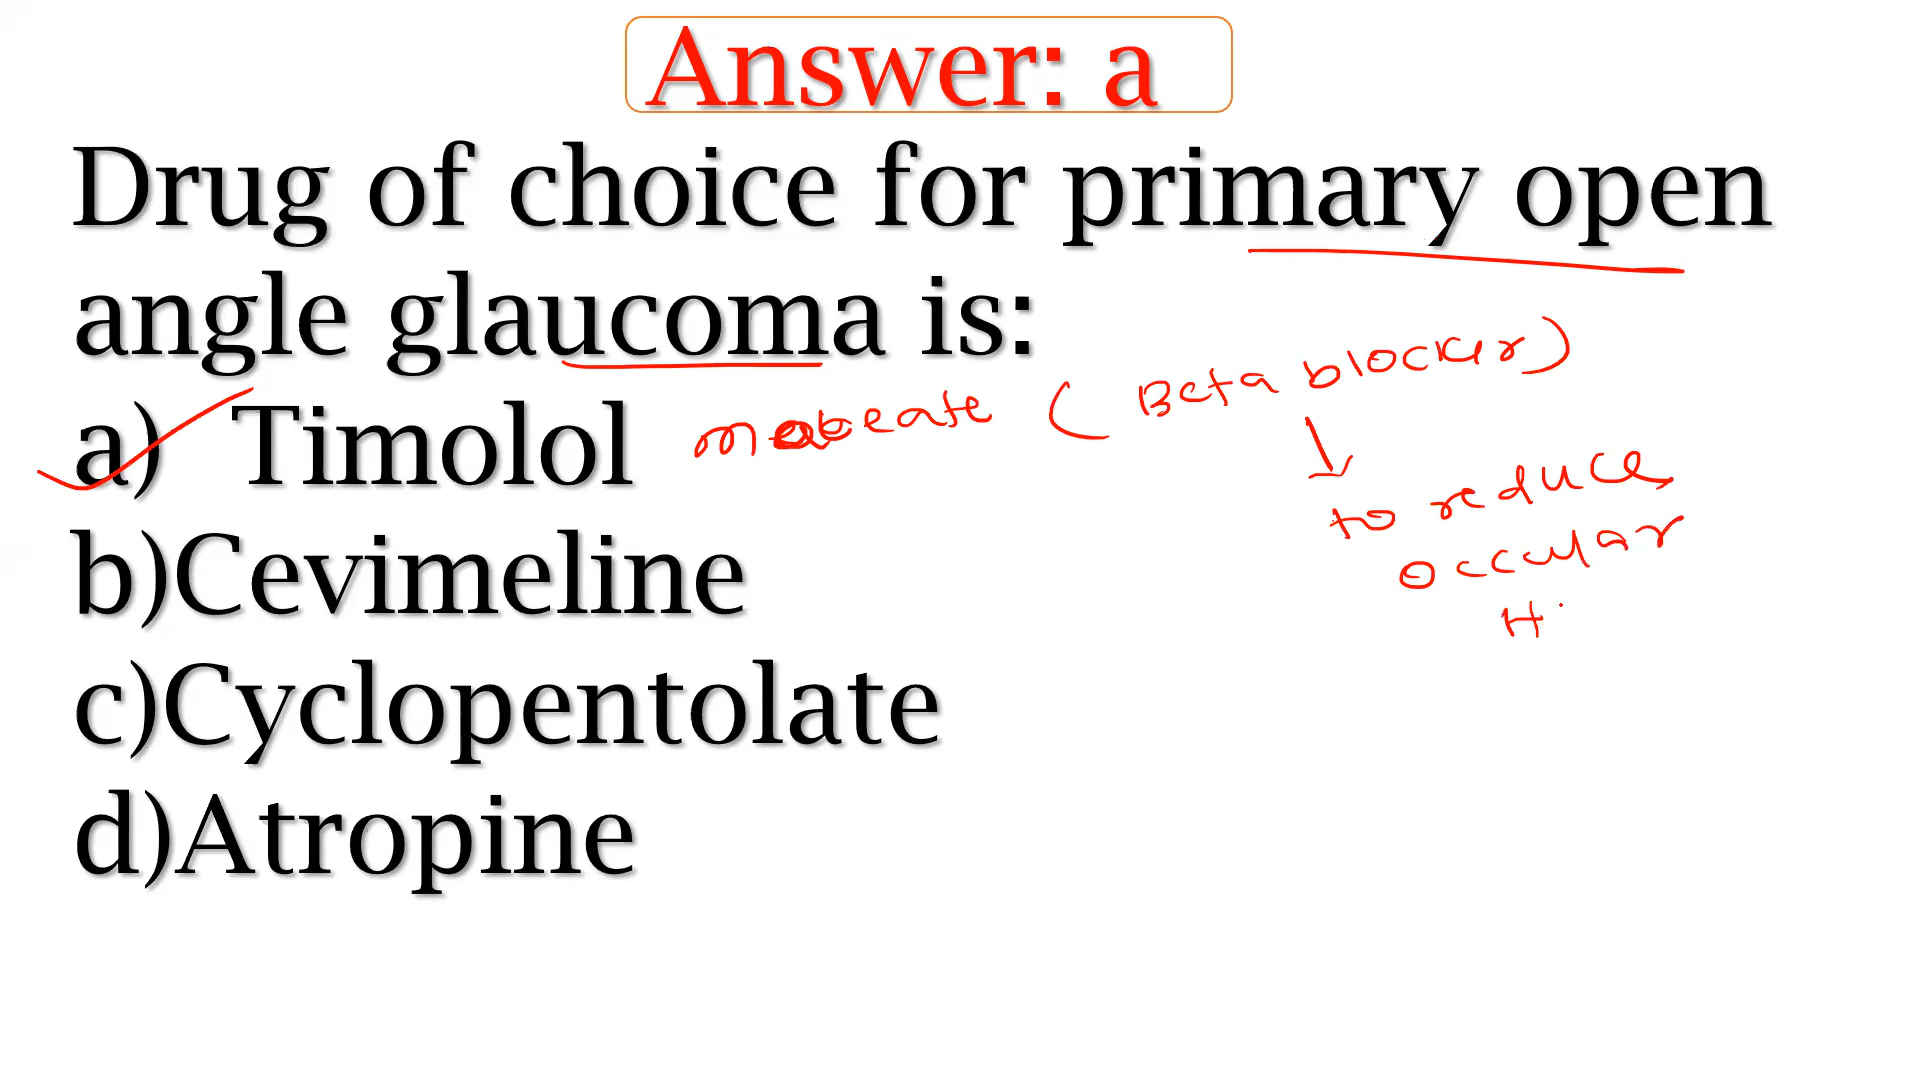 Answer: a
Drug of choice for primary open
angle glaucoma is:
a) Timolol
(Beta blocker)
to reduce
occular
H
b)Cevimeline
c)Cyclopentolate
d)Atropine